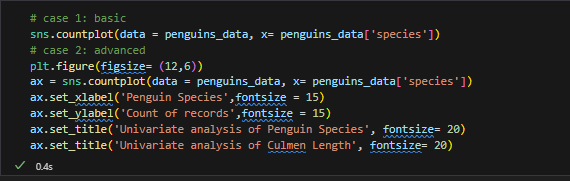 # case 1: basic
sns.countplot(data = penguins_data, x= penguins_data['species'])
# case 2: advanced
plt.figure(figsize= (12,6))
ax = sns.countplot(data = penguins_data, x= penguins_data['species'])
ax.set_xlabel('Penguin Species',fontsize = 15)
ax.set_ylabel('Count of records',fontsize = 15)
ax.set_title('Univariate analysis of Penguin Species', fontsize= 20)
ax.set_title('Univariate analysis of Culmen Length', fontsize= 20)
0.4s